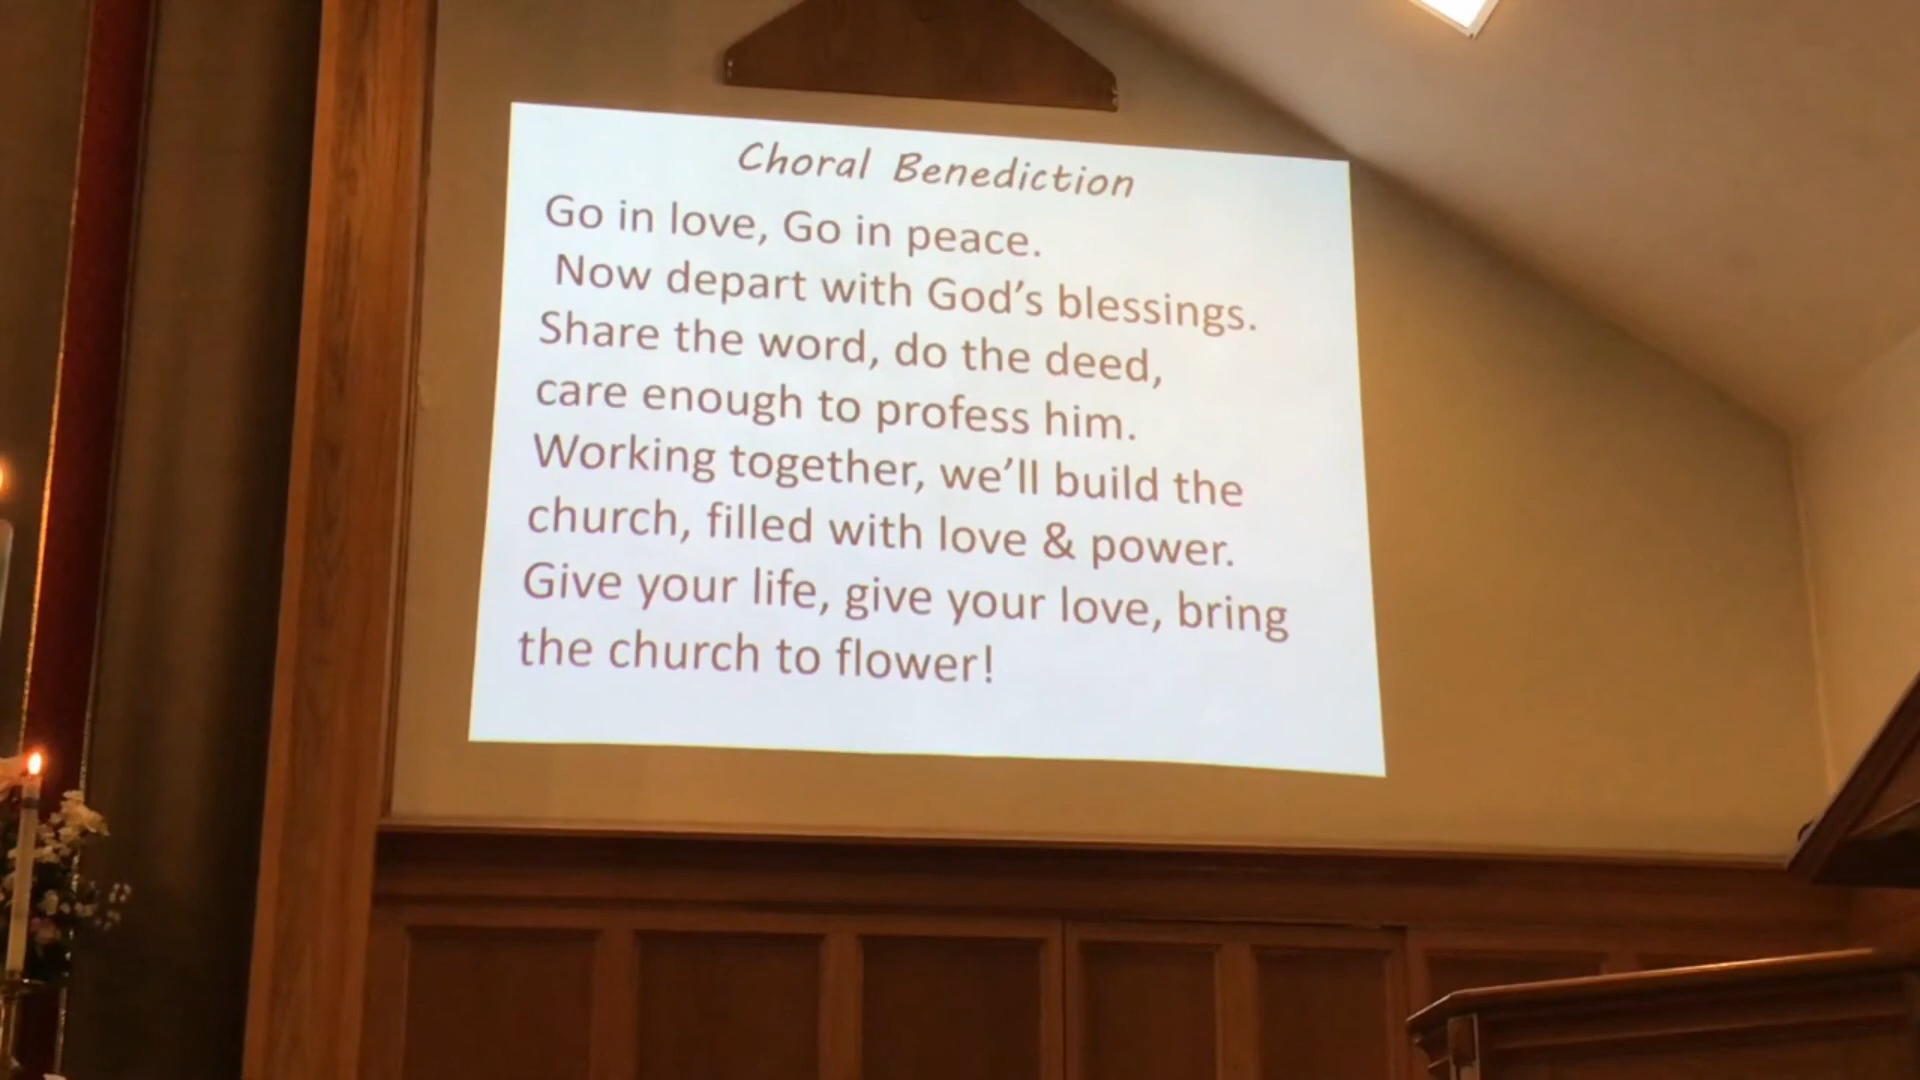 Choral Benediction
Go in love, Go in peace.
Now depart with God's blessings.
Share the word, do the deed,
care enough to profess him.
Working together, we'll build the
church, filled with love & power.
Give your life, give your love, bring
the church to flower!